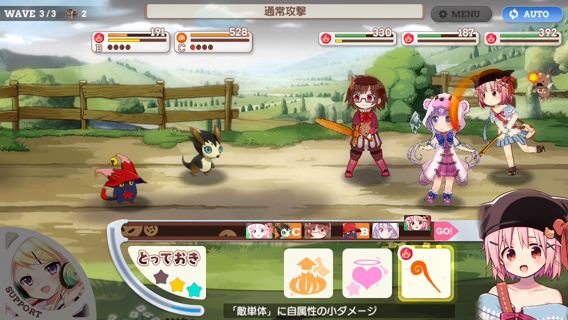 WAVE 3/3 2
通常攻撃
MENU
AUTO
191
528
330
187
392
B
C
C
B
GO!
とっておき
SUPPORT
「敵単体」に自属性の小ダメージ